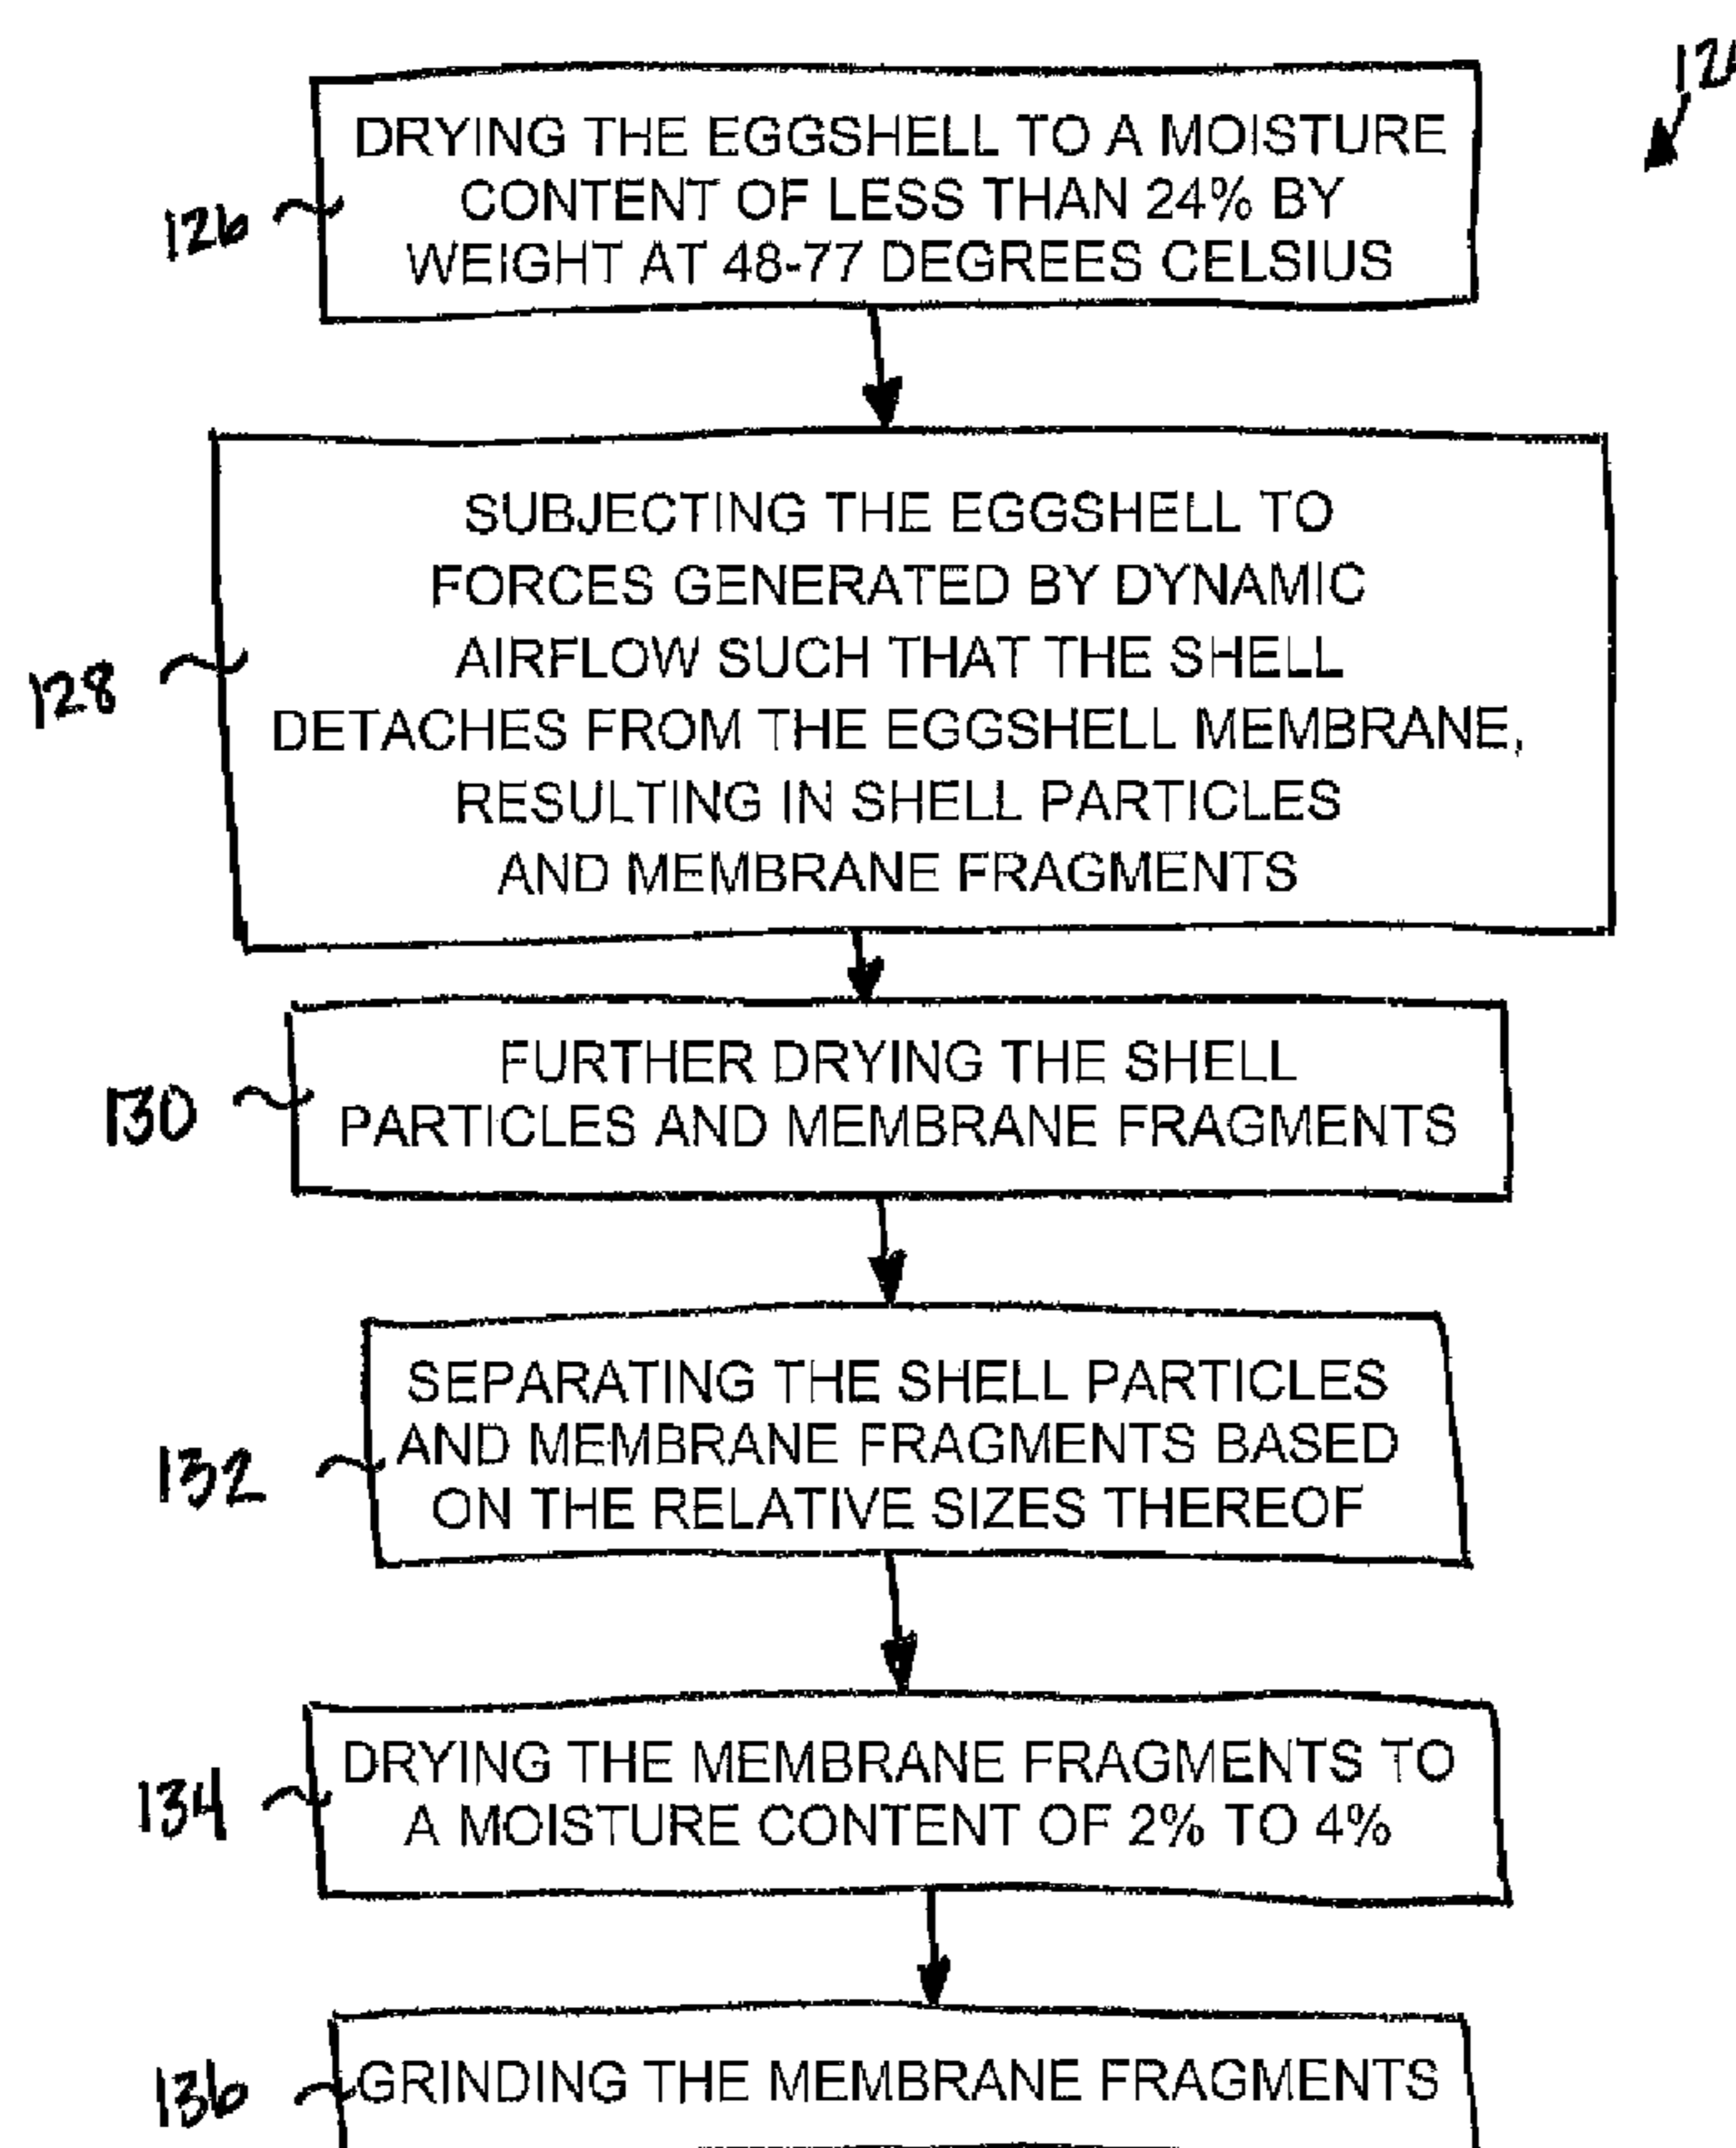 DRYING THE EGGSHELL TO A MOISTURE
CONTENT OF LESS THAN 24% BY
WEIGHT AT 48-77 DEGREES CELSIUS
126
SUBJECTING THE EGGSHELL TO
FORCES GENERATED BY DYNAMIC
AIRFLOW SUCH THAT THE SHELL
DETACHES FROM THE EGGSHELL MEMBRANE,
RESULTING IN SHELL PARTICLES
AND MEMBRANE FRAGMENTS
128
FURTHER DRYING THE SHELL
PARTICLES AND MEMBRANE FRAGMENTS
130
SEPARATING THE SHELL PARTICLES
AND MEMBRANE FRAGMENTS BASED
ON THE RELATIVE SIZES THEREOF
132
DRYING THE MEMBRANE FRAGMENTS TO
A MOISTURE CONTENT OF 2% TO 4%
134
GRINDING THE MEMBRANE FRAGMENTS
136